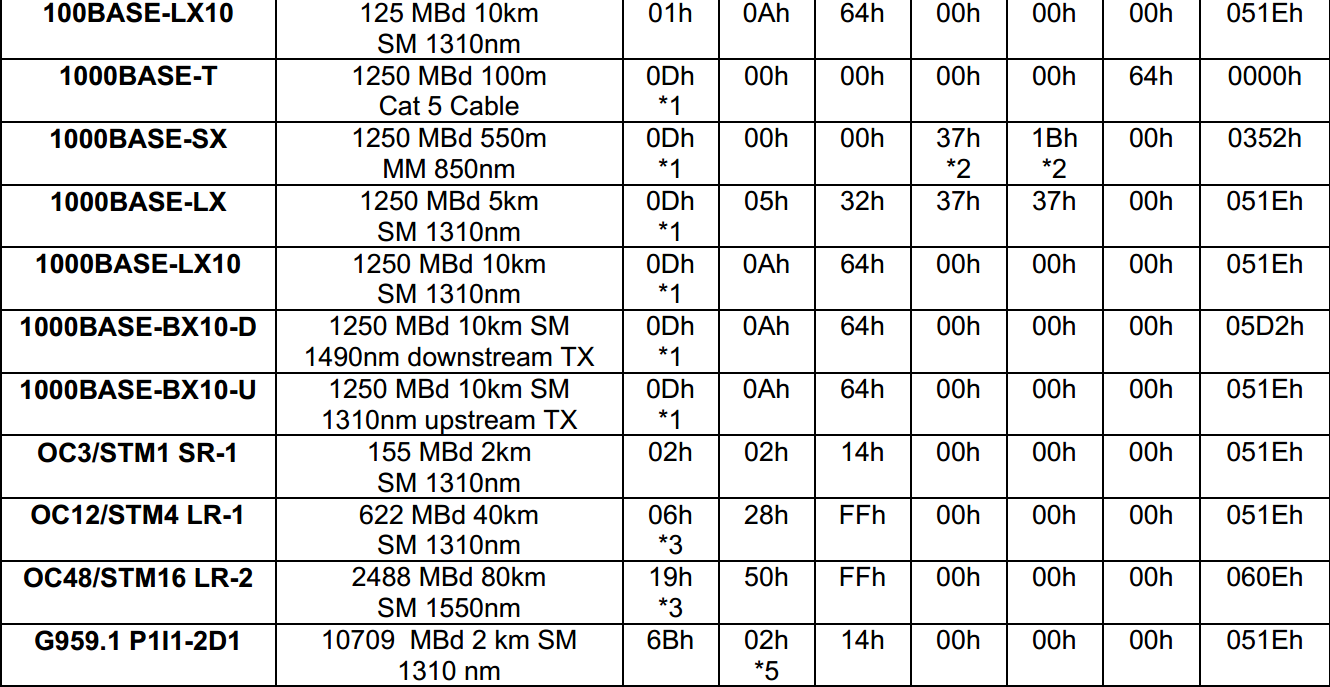 100BASE-LX10 125 MBd 10km 01h 0Ah 64h 00h 00h 00h 051Eh
SM 1310nm
1000BASE-T 1250 MBd 100m 0Dh 00h 00h 00h 00h 64h 0000h
Cat 5 Cable *1
1000BASE-SX 1250 MBd 550m 0Dh 00h 00h 37h 1Bh 00h 0352h
MM 850nm *1 *2 *2
1000BASE-LX 1250 MBd 5km 0Dh 05h 32h 37h 37h 00h 051Eh
SM 1310nm *1
1000BASE-LX10 1250 MBd 10km 0Dh 0Ah 64h 00h 00h 00h 051Eh
SM 1310nm *1
1000BASE-BX10-D 1250 MBd 10km SM 0Dh 0Ah 64h 00h 00h 00h 05D2h
1490nm downstream TX *1
1000BASE-BX10-U 1250 MBd 10km SM 0Dh 0Ah 64h 00h 00h 00h 051Eh
1310nm upstream TX *1
OC3/STM1 SR-1 155 MBd 2km 02h 02h 14h 00h 00h 00h 051Eh
SM 1310nm
OC12/STM4 LR-1 622 MBd 40km 06h 28h FFh 00h 00h 00h 051Eh
SM 1310nm *3
OC48/STM16 LR-2 2488 MBd 80km 19h 50h FFh 00h 00h 00h 060Eh
SM 1550nm *3
G959.1 P1I1-2D1 10709 MBd 2 km SM 6Bh 02h 14h 00h 00h 00h 051Eh
1310 nm *5